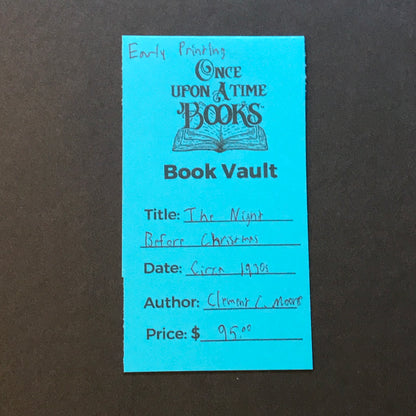 Early Printing
ONCE
UPON A TIME
BOOKS
Book Vault
Title: The Night
Before Christmas
Date: Circa 1920s
Author: Clement C. Moore
Price: $ 95.00